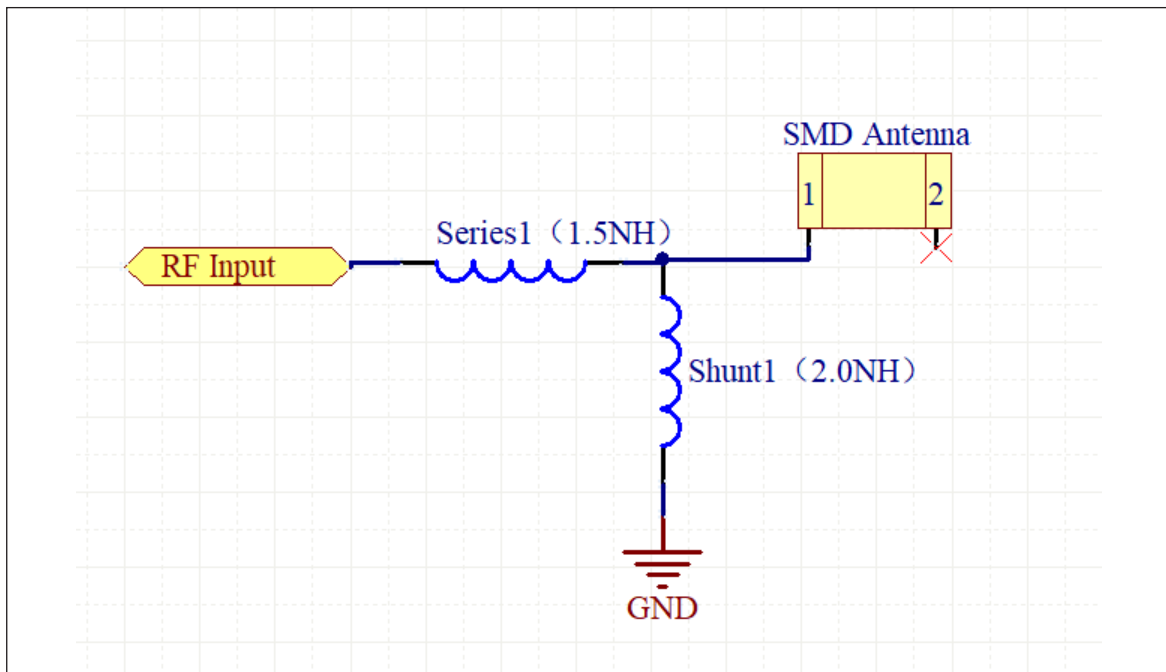 SMD Antenna
1
2
Series1（1.5NH）
RF Input
Shunt1（2.0NH）
GND